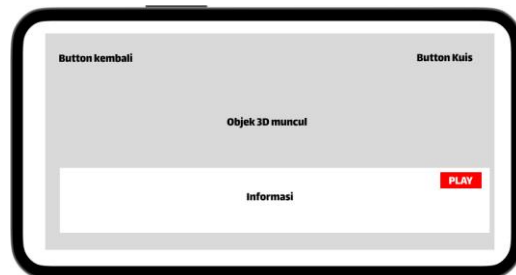 Button kembali
Button Kuis
Objek 3D muncul
PLAY
Informasi